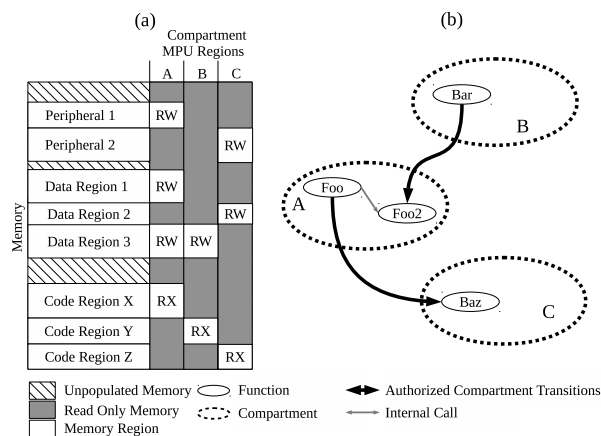 (a)
(b)
Compartment
MPU Regions
A B C
Peripheral 1 RW
Peripheral 2 RW
Data Region 1 RW
Data Region 2 RW
Data Region 3 RW RW
Code Region X RX
Code Region Y RX
Code Region Z RX
Memory
Bar
B
Foo
A
Foo2
Baz
C
Unpopulated Memory
Function
Authorized Compartment Transitions
Read Only Memory
Compartment
Internal Call
Memory Region